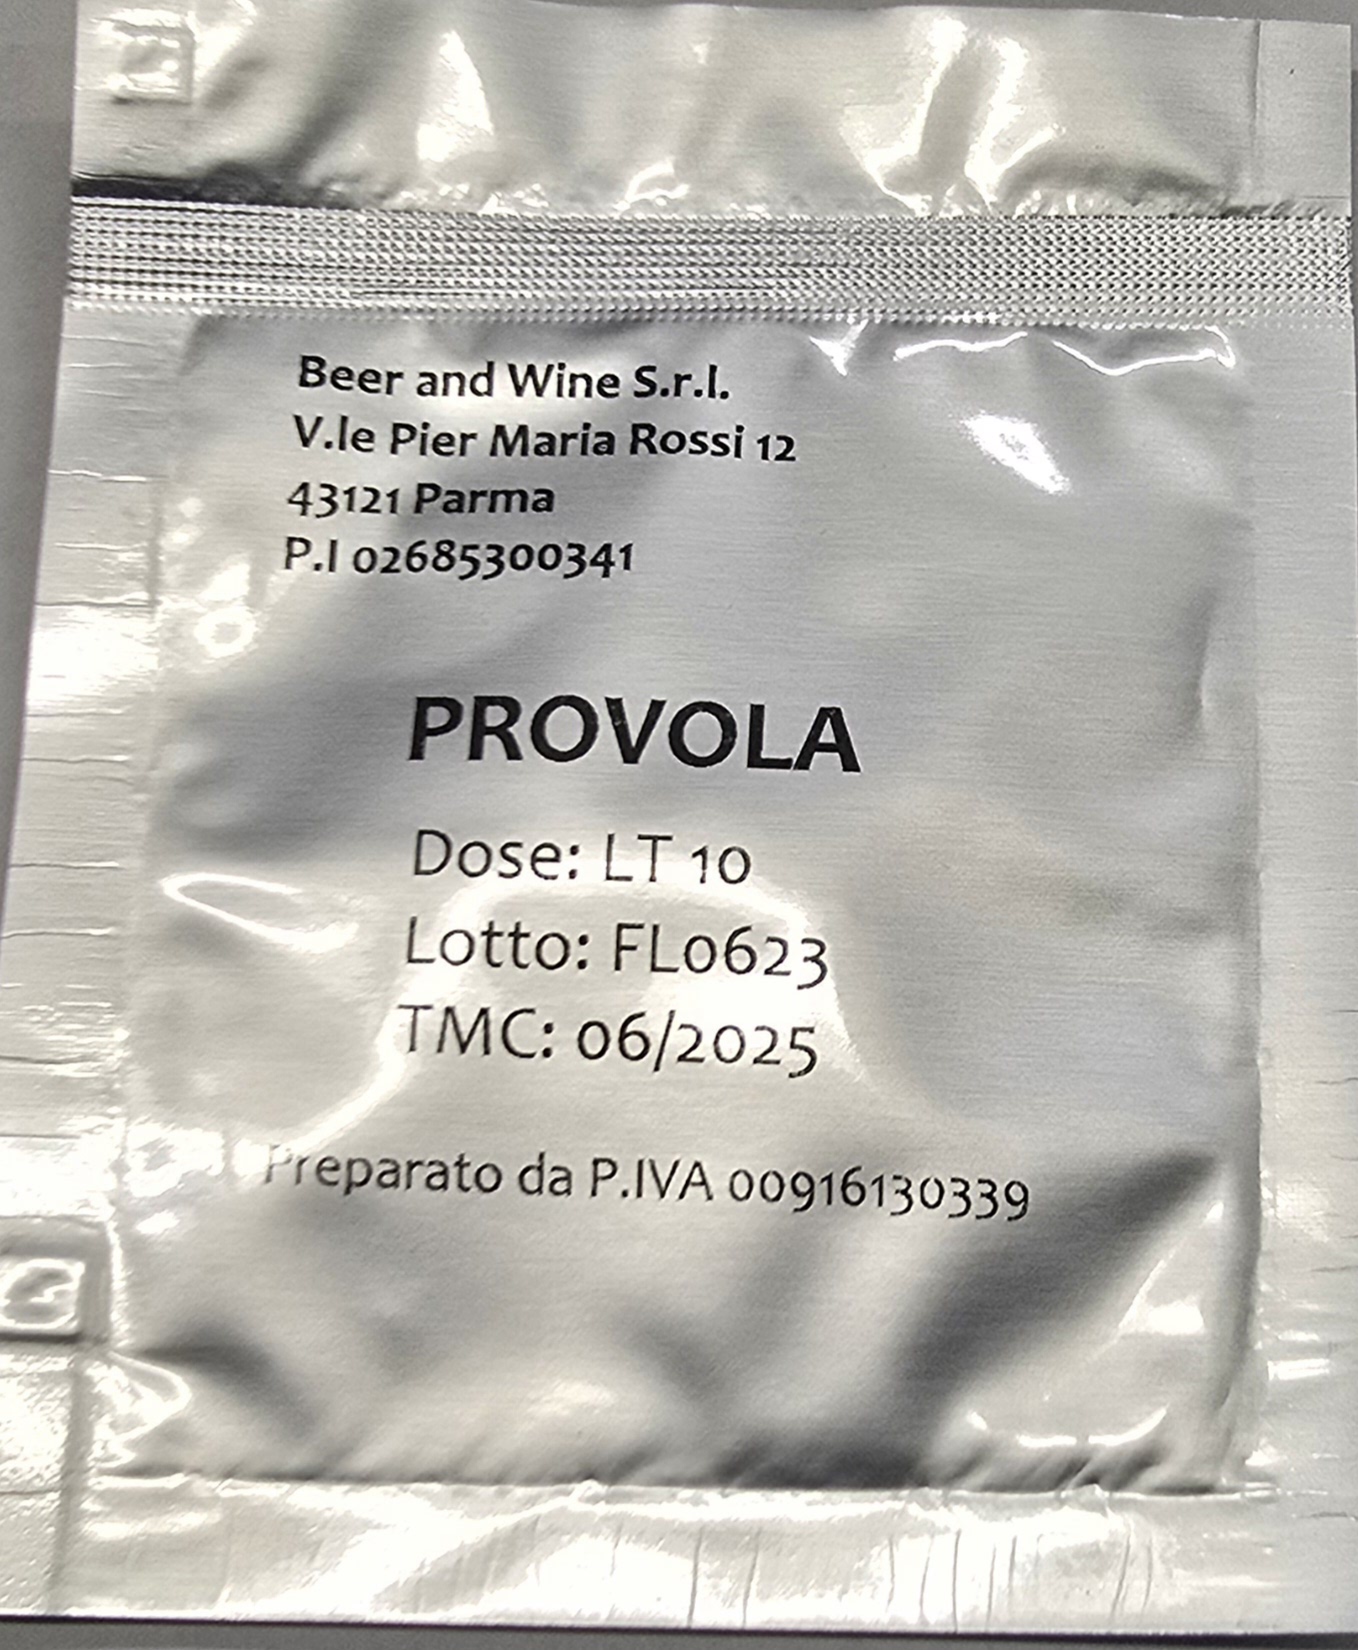 Beer and Wine S.r.l.
V.le Pier Maria Rossi 12
43121 Parma
P.I 02685300341
PROVOLA
Dose: LT 10
Lotto: FL0623
TMC: 06/2025
Preparato da P.IVA 00916130339